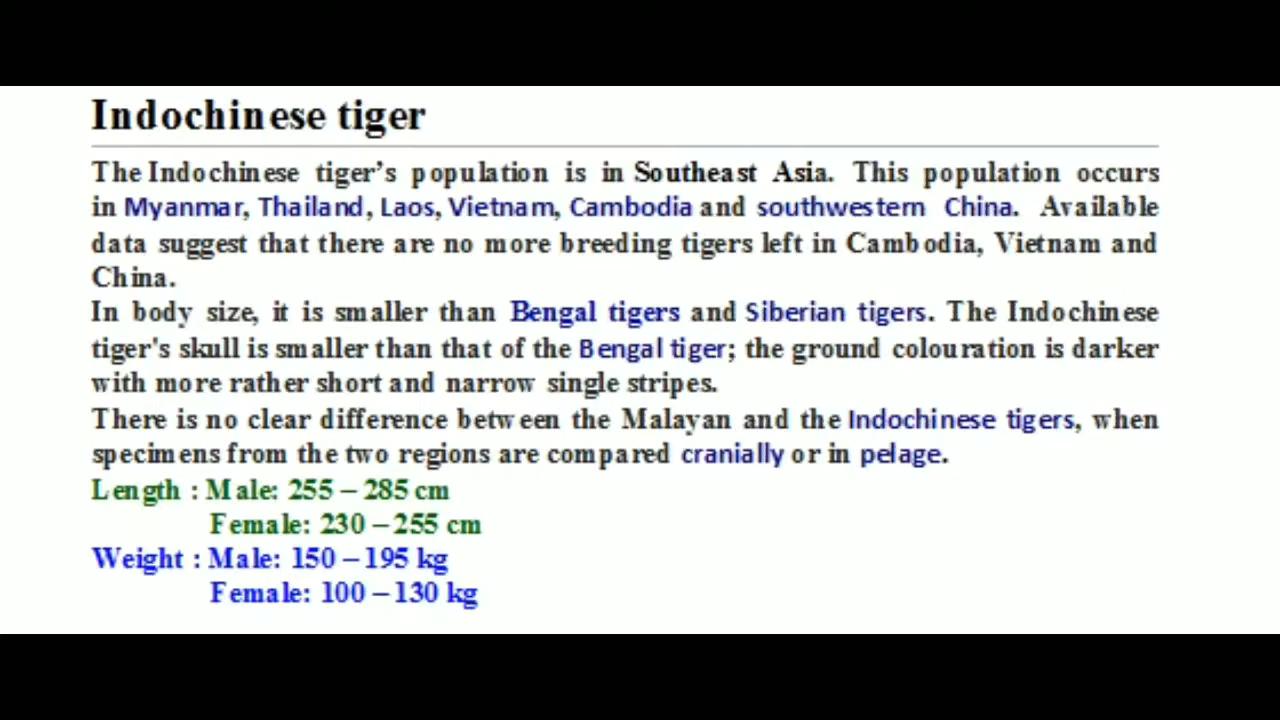 Indochinese tiger
The Indochinese tiger’s population is in Southeast Asia. This population occurs
in Myanmar, Thailand, Laos, Vietnam, Cambodia and southwestern China. Available
data suggest that there are no more breeding tigers left in Cambodia, Vietnam and
China.
In body size, it is smaller than Bengal tigers and Siberian tigers. The Indochinese
tiger's skull is smaller than that of the Bengal tiger; the ground colouration is darker
with more rather short and narrow single stripes.
There is no clear difference between the Malayan and the Indochinese tigers, when
specimens from the two regions are compared cranially or in pelage.
Length : Male: 255 – 285 cm
Female: 230 – 255 cm
Weight : Male: 150 – 195 kg
Female: 100 – 130 kg